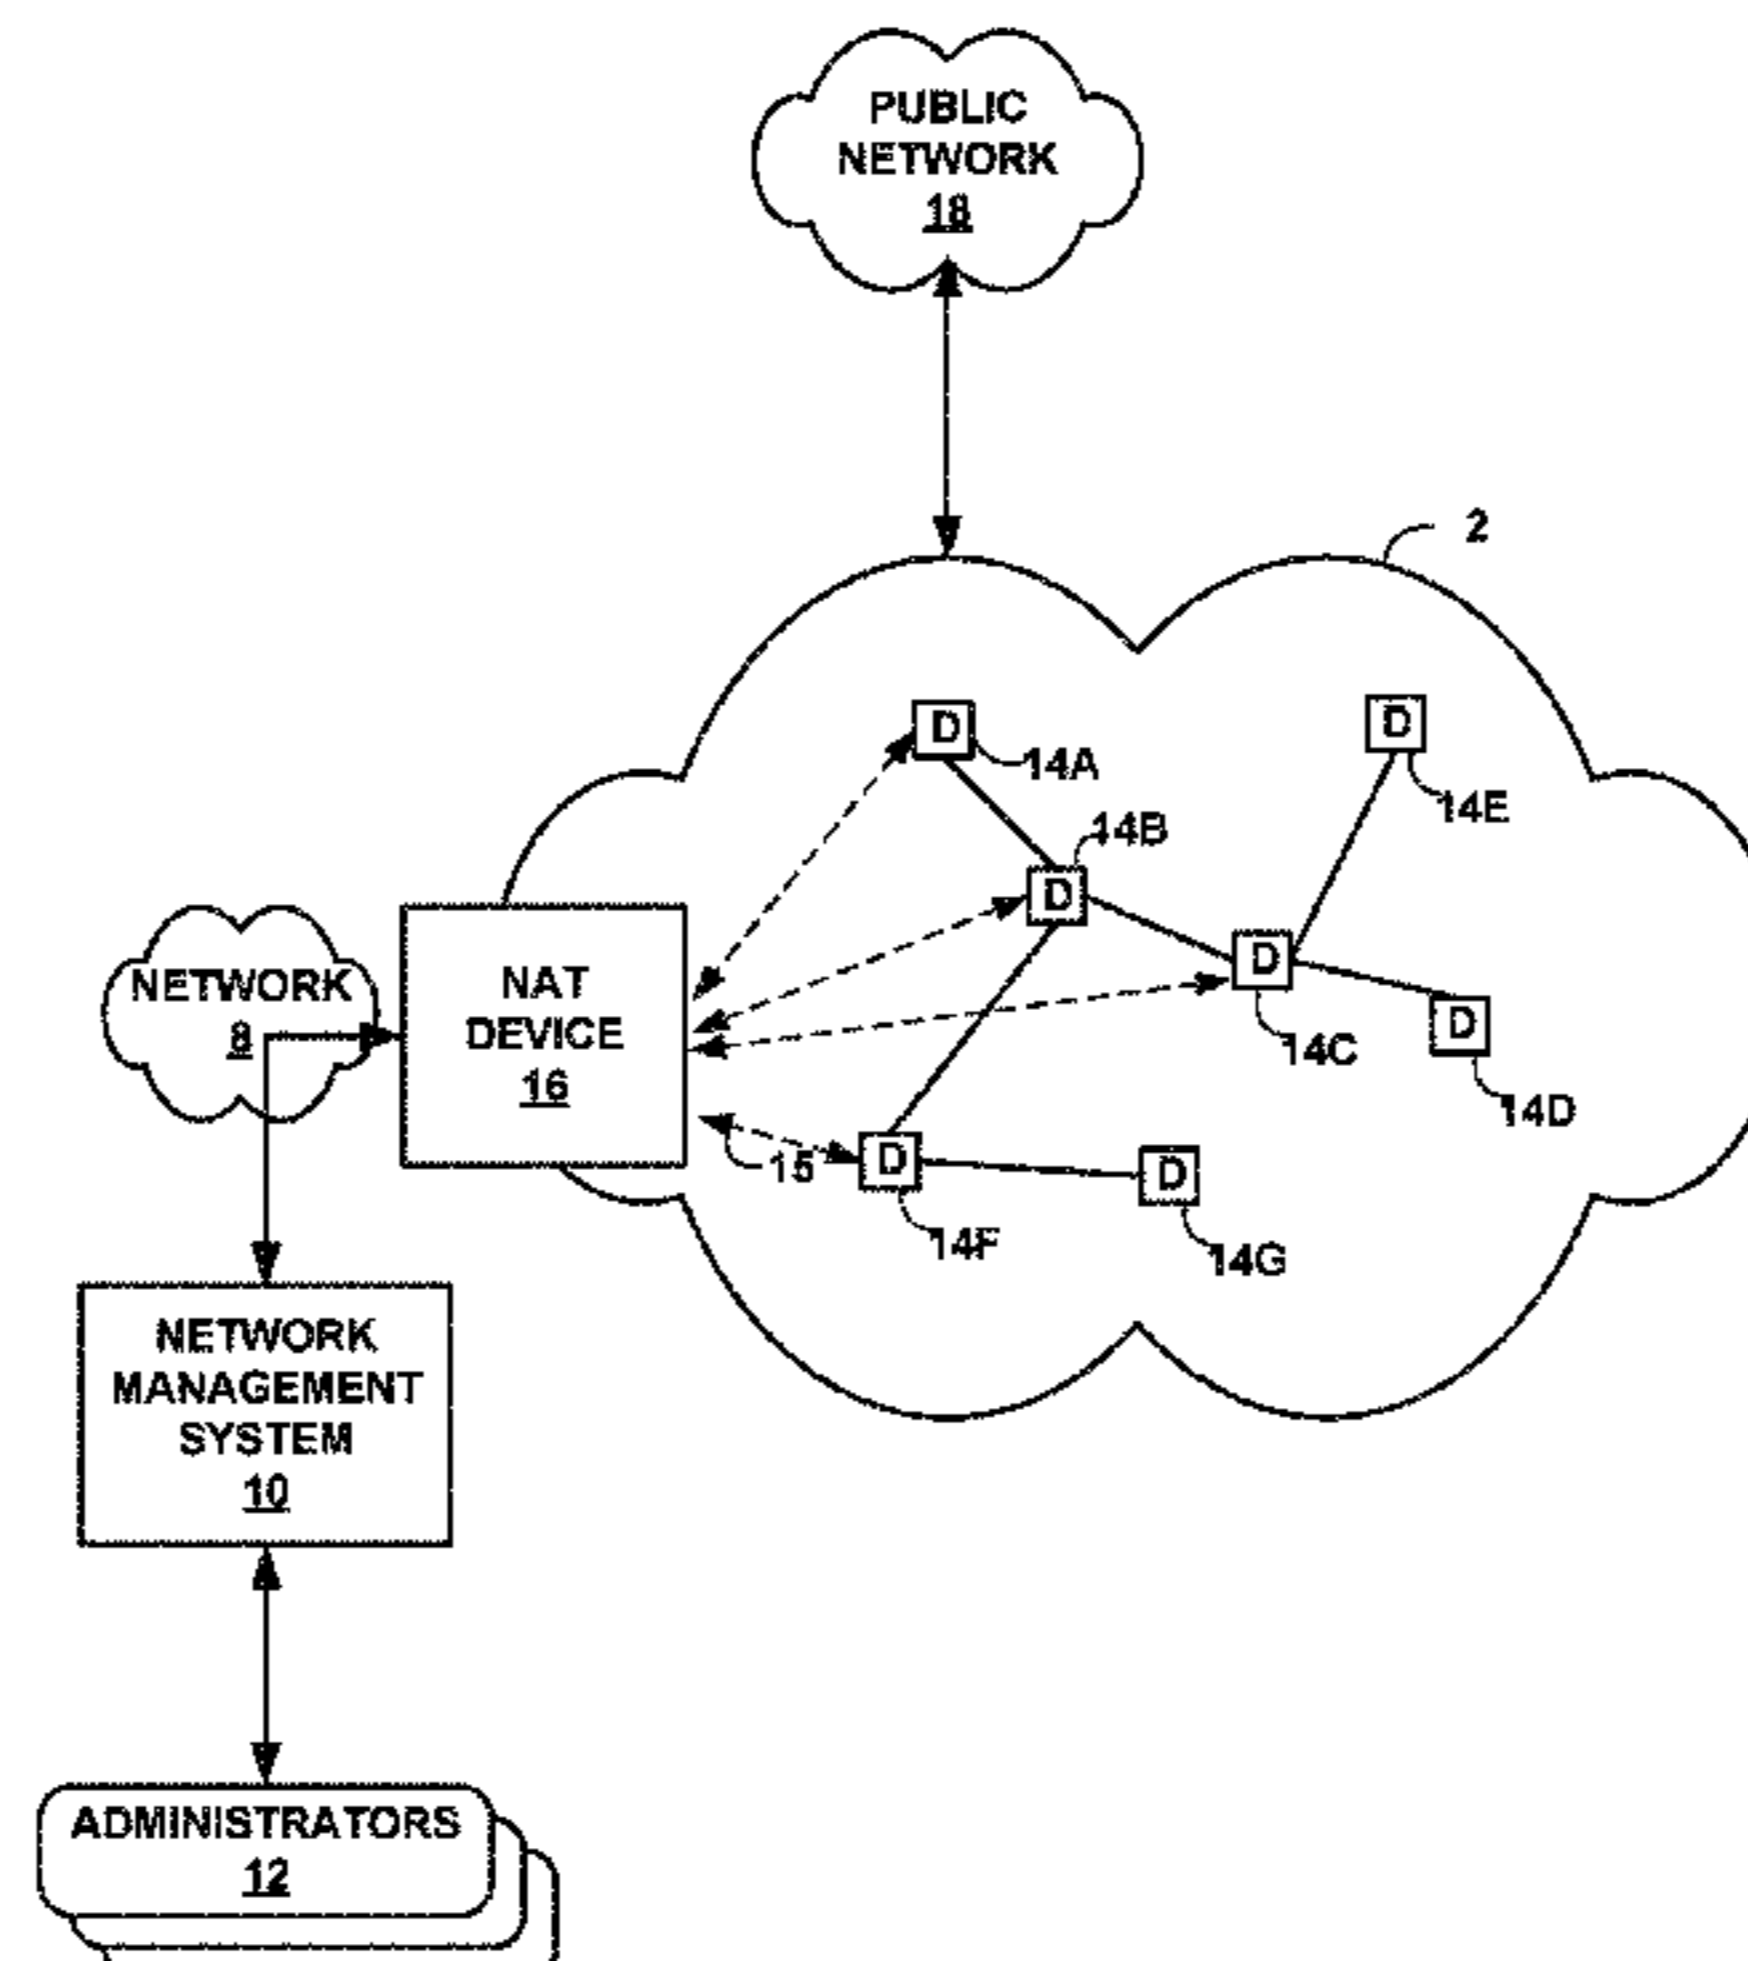 PUBLIC
NETWORK
18
2
D
14A
D
14E
14B
D
D
14C
D
14D
NETWORK
8
NAT
DEVICE
16
15
D
14F
D
14G
NETWORK
MANAGEMENT
SYSTEM
10
ADMINISTRATORS
12